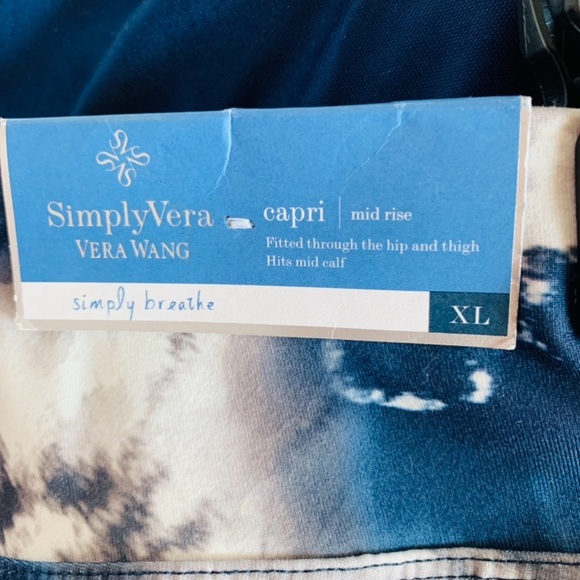 SimplyVera
VERA WANG
capri | mid rise
Fitted through the hip and thigh
Hits mid calf
simply breathe
XL